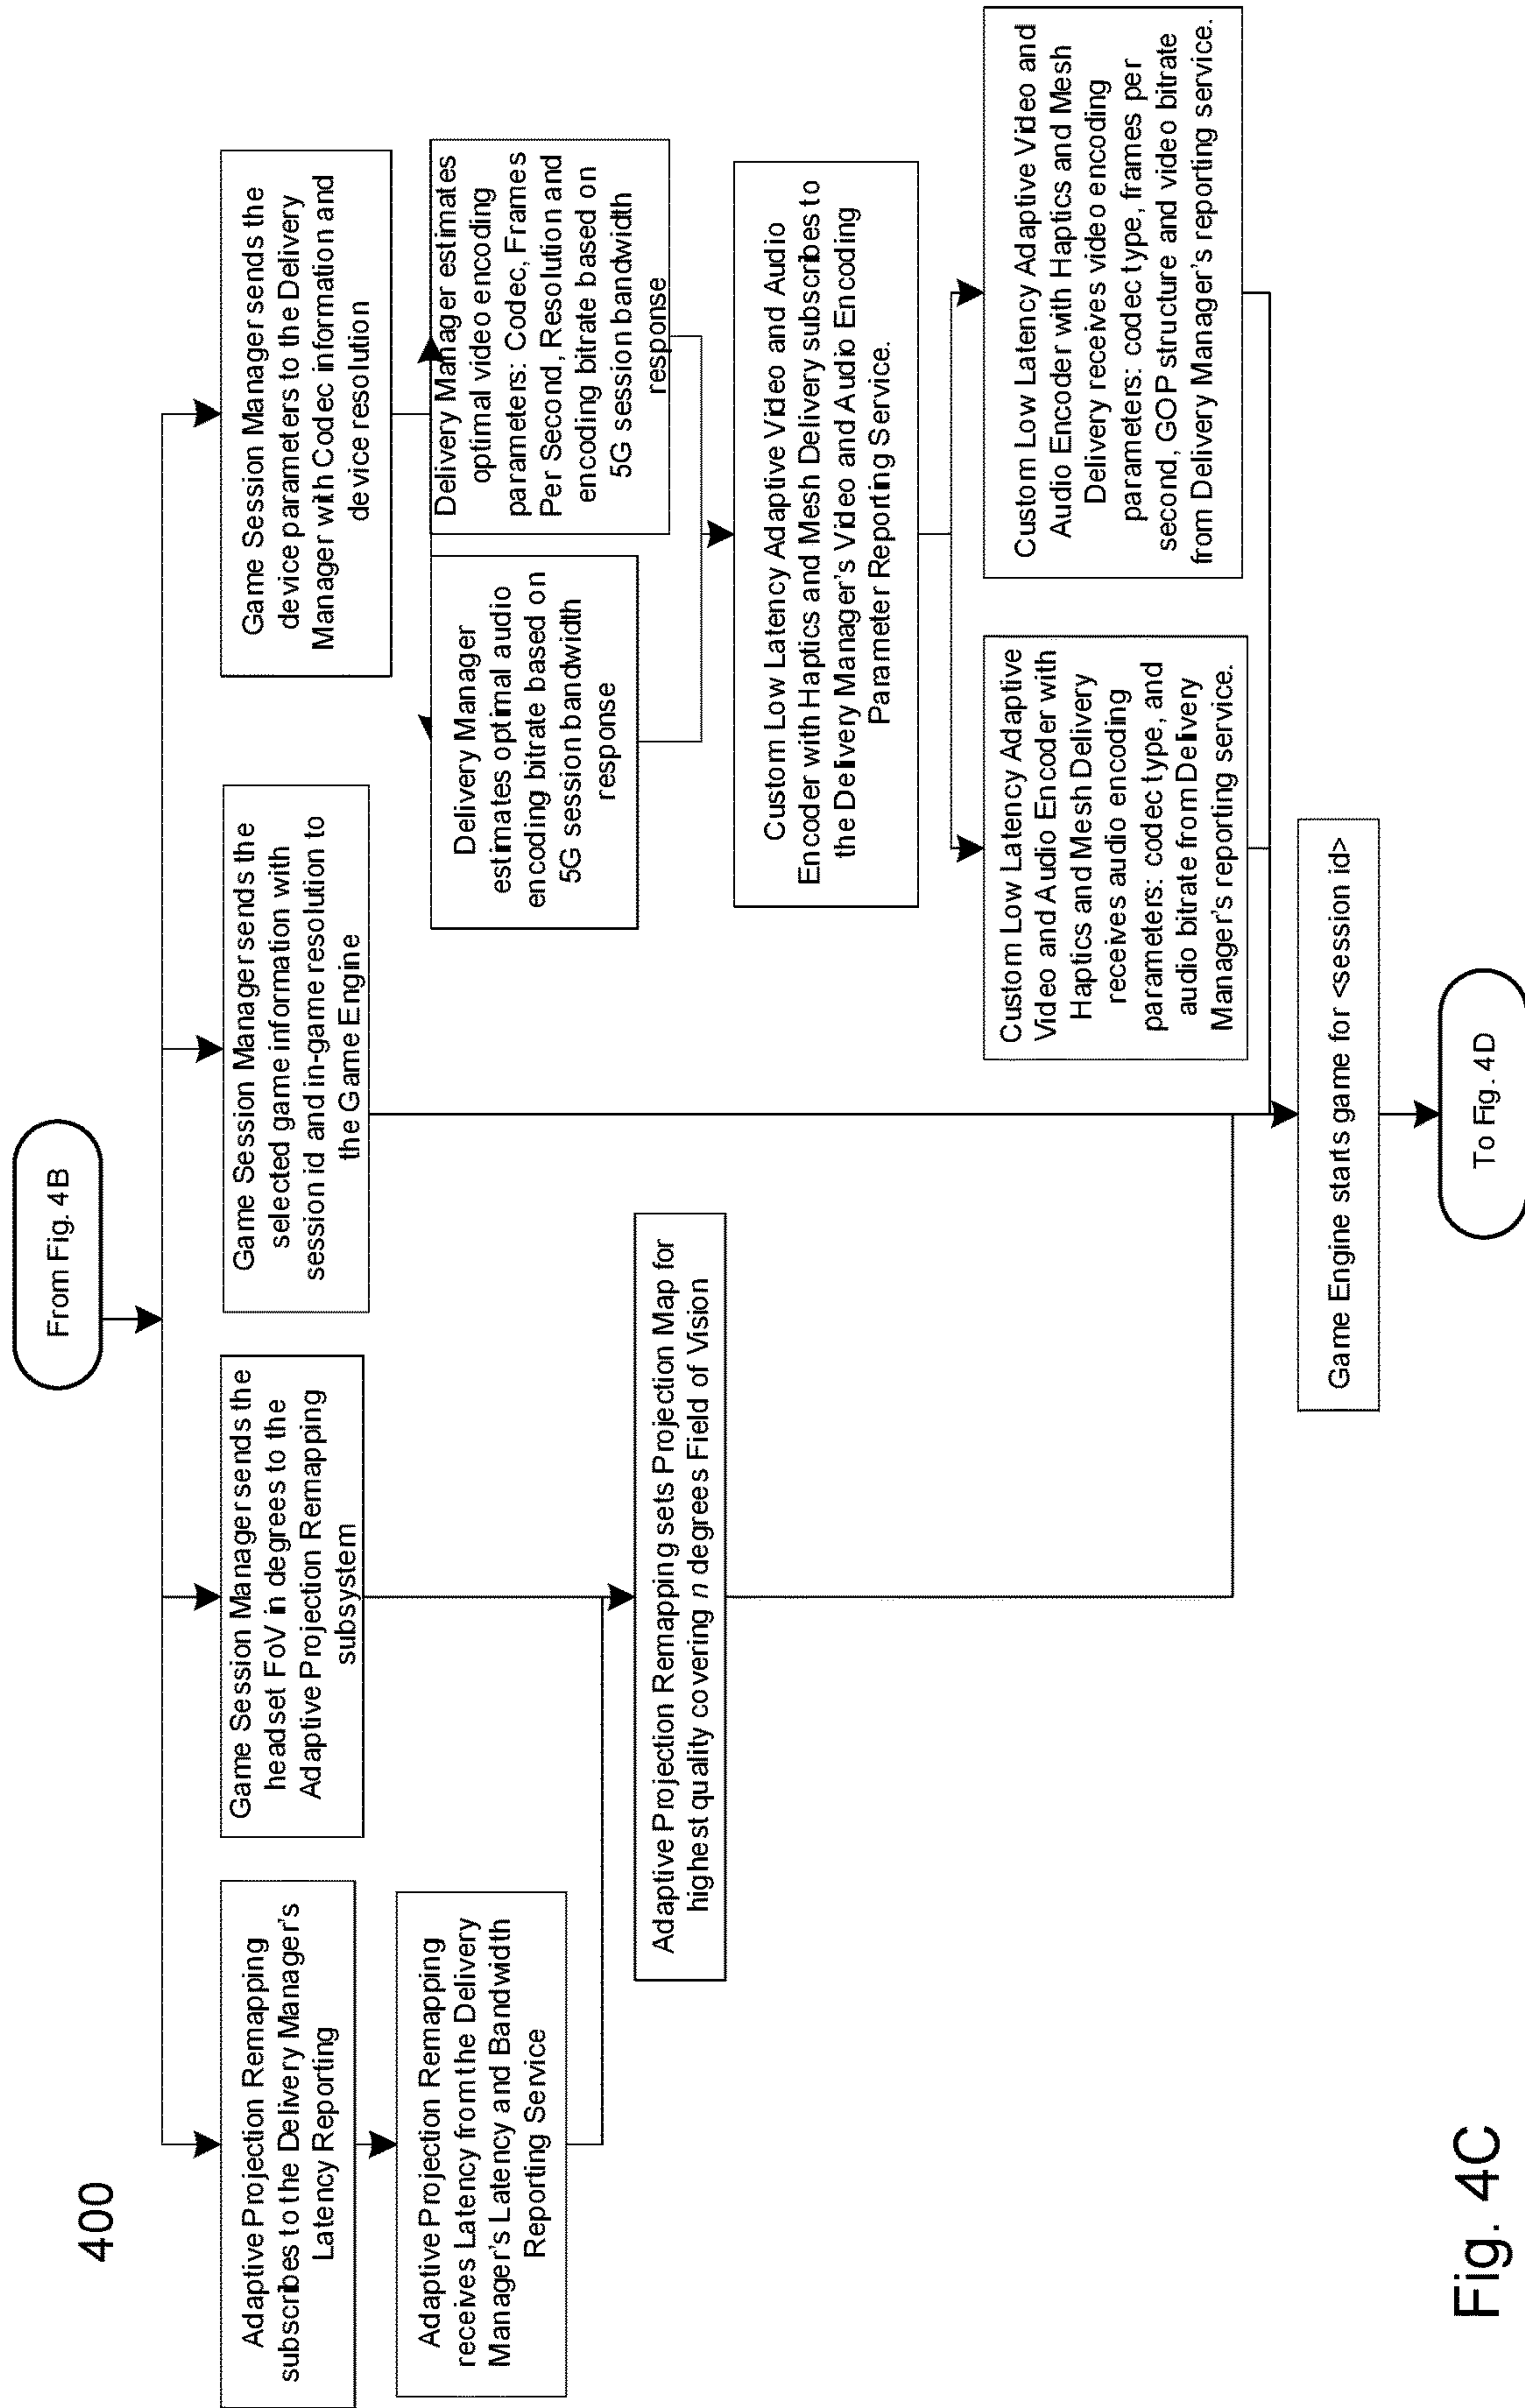 400
From Fig. 4B
Adaptive Projection Remapping
subscribes to the Delivery Manager's
Latency Reporting
Game Session Manager sends the
headset FoV in degrees to the
Adaptive Projection Remapping
subsystem
Game Session Manager sends the
selected game information with
session id and in-game resolution to
the Game Engine
Game Session Manager sends the
device parameters to the Delivery
Manager with Codec information and
device resolution
Adaptive Projection Remapping
receives Latency from the Delivery
Manager's Latency and Bandwidth
Reporting Service
Delivery Manager
estimates optimal audio
encoding bitrate based on
5G session bandwidth
response
Delivery Manager estimates
optimal video encoding
parameters: Codec, Frames
Per Second, Resolution and
encoding bitrate based on
5G session bandwidth
response
Adaptive Projection Remapping sets Projection Map for
highest quality covering n degrees Field of Vision
Custom Low Latency Adaptive Video and Audio
Encoder with Haptics and Mesh Delivery subscribes to
the Delivery Manager's Video and Audio Encoding
Parameter Reporting Service.
Custom Low Latency Adaptive
Video and Audio Encoder with
Haptics and Mesh Delivery
receives audio encoding
parameters: codec type, and
audio bitrate from Delivery
Manager's reporting service.
Custom Low Latency Adaptive Video and
Audio Encoder with Haptics and Mesh
Delivery receives video encoding
parameters: codec type, frames per
second, GOP structure and video bitrate
from Delivery Manager's reporting service.
Game Engine starts game for <session id>
To Fig. 4D
Fig. 4C